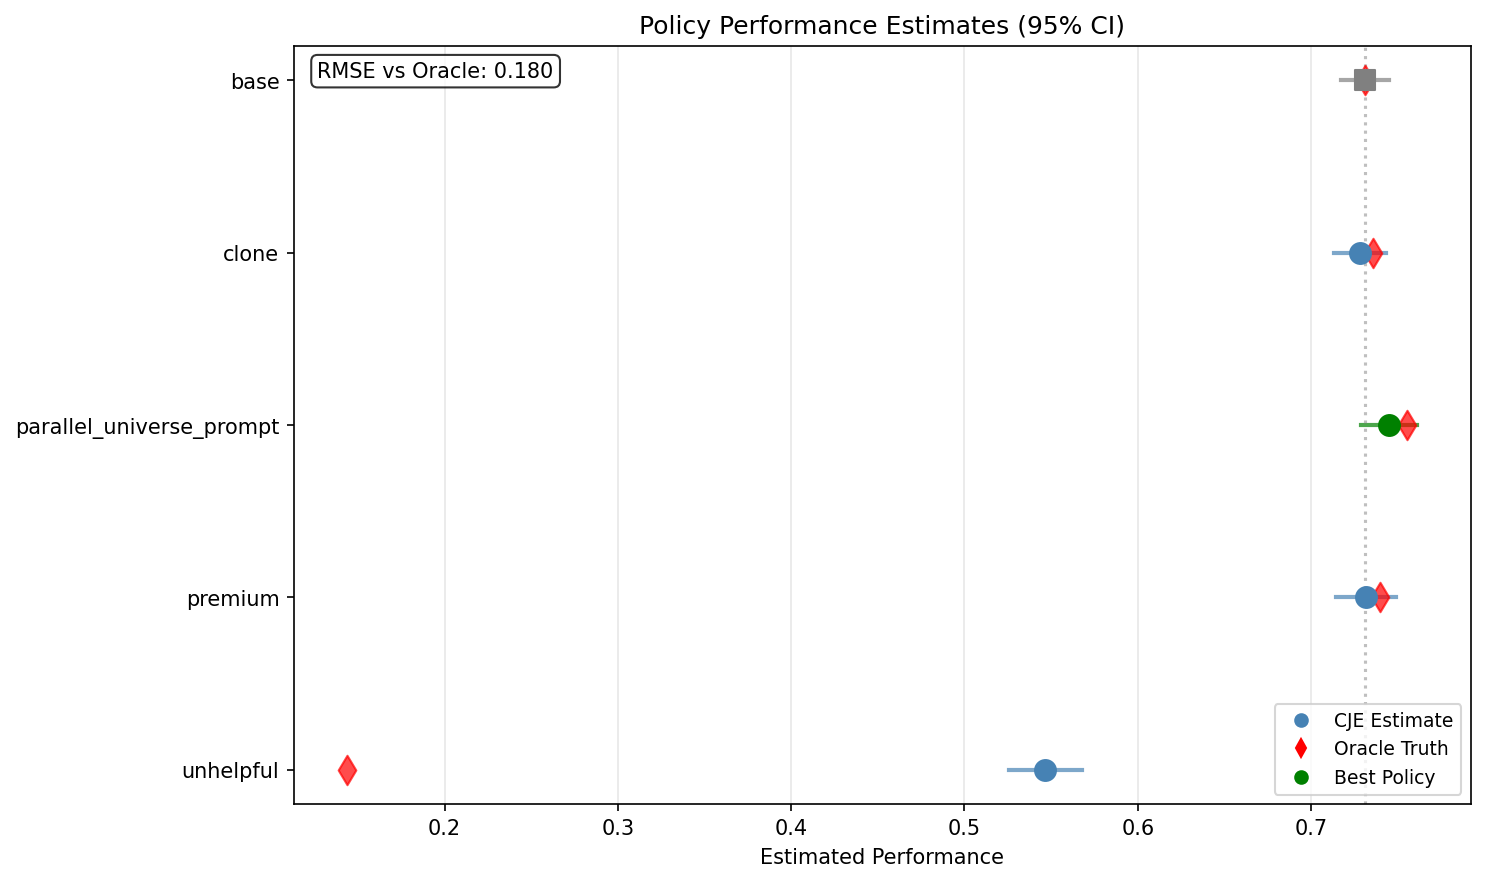 Policy Performance Estimates (95% CI)
RMSE vs Oracle: 0.180
base
clone
parallel_universe_prompt
premium
unhelpful
CJE Estimate
Oracle Truth
Best Policy
0.2 0.3 0.4 0.5 0.6 0.7
Estimated Performance